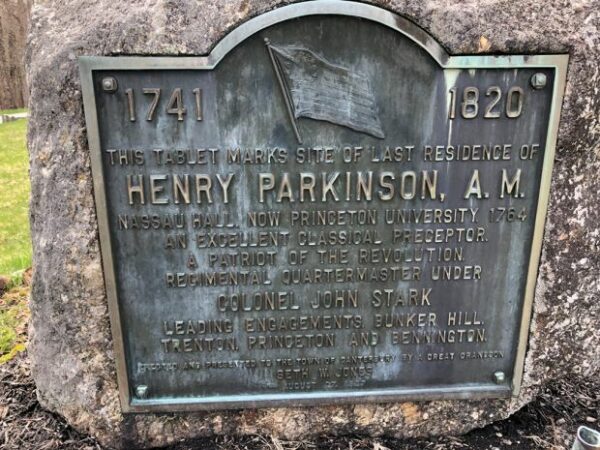 1741 1820
THIS TABLET MARKS SITE OF LAST RESIDENCE OF
HENRY PARKINSON, A.M.
NASSAU HALL, NOW PRINCETON UNIVERSITY, 1764
AN EXCELLENT CLASSICAL PRECEPTOR.
A PATRIOT OF THE REVOLUTION.
REGIMENTAL QUARTERMASTER UNDER
COLONEL JOHN STARK
LEADING ENGAGEMENTS, BUNKER HILL,
TRENTON, PRINCETON AND BENNINGTON.
AND PRESENTED TO THE TOWN OF CANTERBURY BY A GREAT GRANDSON
SETH W. JONES
AUGUST 27,